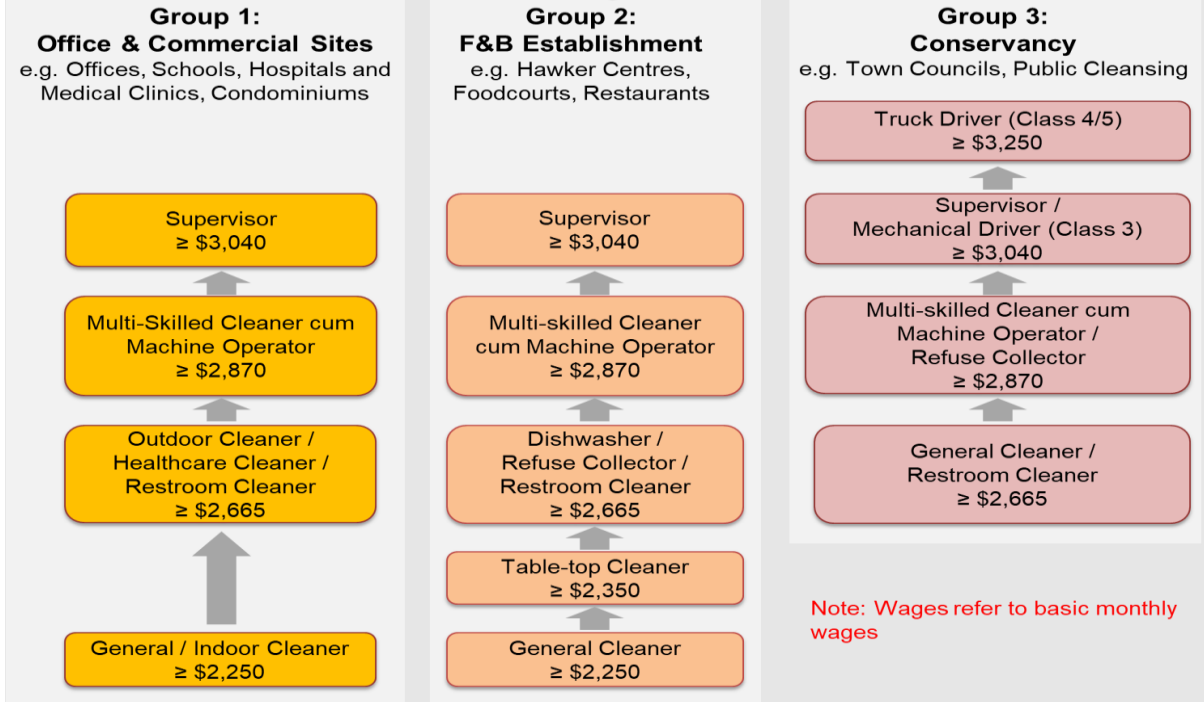 Group 1:
Office & Commercial Sites
e.g. Offices, Schools, Hospitals and
Medical Clinics, Condominiums
Supervisor
≥ $3,040
Multi-Skilled Cleaner cum
Machine Operator
≥ $2,870
Outdoor Cleaner /
Healthcare Cleaner /
Restroom Cleaner
≥ $2,665
General / Indoor Cleaner
≥ $2,250
Group 2:
F&B Establishment
e.g. Hawker Centres,
Foodcourts, Restaurants
Supervisor
≥ $3,040
Multi-skilled Cleaner
cum Machine Operator
≥ $2,870
Dishwasher /
Refuse Collector /
Restroom Cleaner
≥ $2,665
Table-top Cleaner
≥ $2,350
General Cleaner
≥ $2,250
Group 3:
Conservancy
e.g. Town Councils, Public Cleansing
Truck Driver (Class 4/5)
≥ $3,250
Supervisor /
Mechanical Driver (Class 3)
≥ $3,040
Multi-skilled Cleaner cum
Machine Operator /
Refuse Collector
≥ $2,870
General Cleaner /
Restroom Cleaner
≥ $2,665
Note: Wages refer to basic monthly
wages